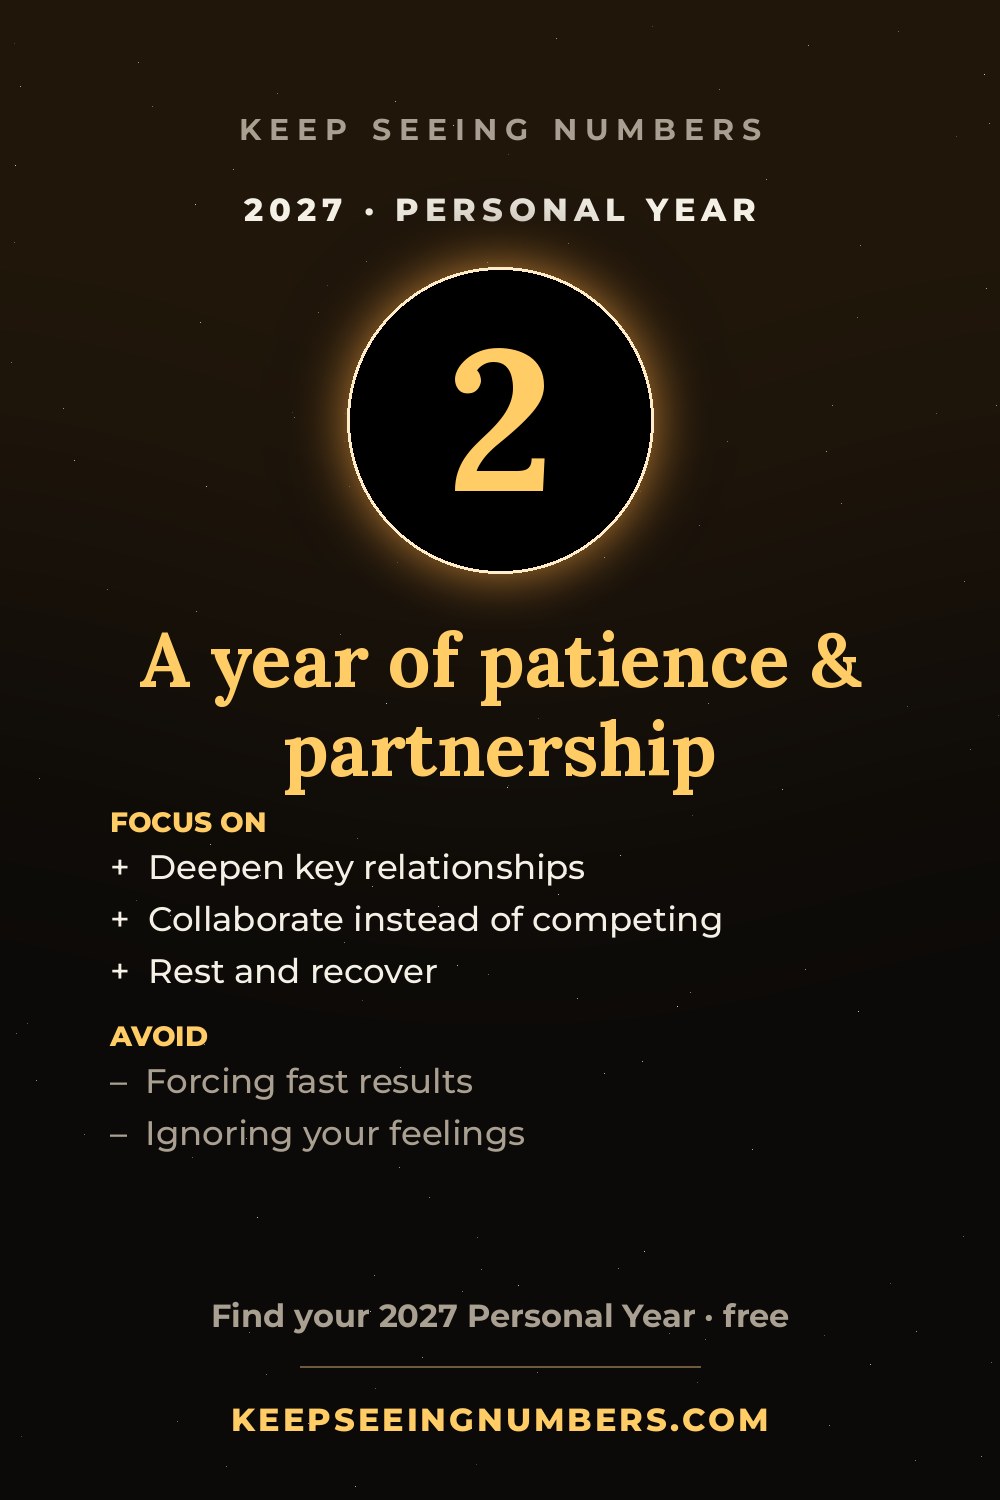 KEEP SEEING NUMBERS
2027 · PERSONAL YEAR
2
A year of patience &
partnership
FOCUS ON
+ Deepen key relationships
+ Collaborate instead of competing
+ Rest and recover
AVOID
– Forcing fast results
– Ignoring your feelings
Find your 2027 Personal Year · free
KEEPSEEINGNUMBERS.COM